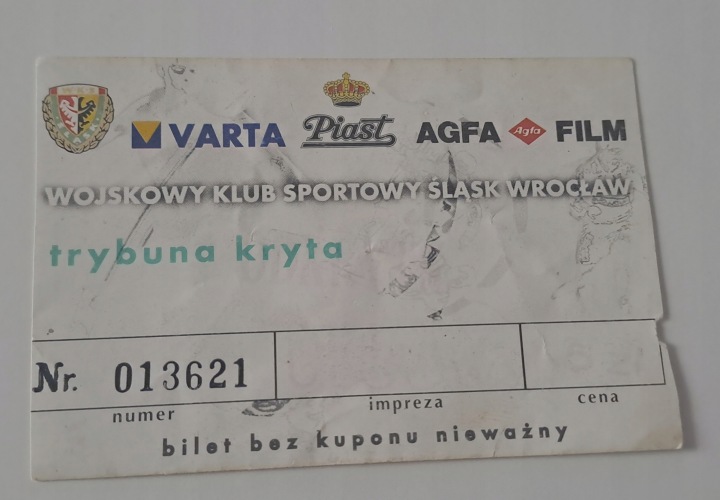 VARTA Piast AGFA Agfa FILM
WOJSKOWY KLUB SPORTOWY ŚLĄSK WROCŁAW
trybuna kryta
Nr. 013621
numer impreza cena
bilet bez kuponu nieważny